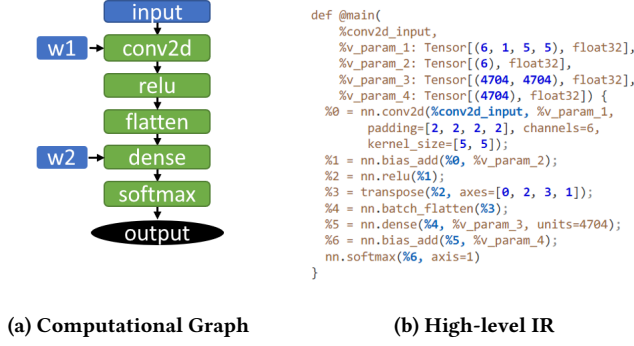 input
w1
conv2d
relu
flatten
w2
dense
softmax
output
(a) Computational Graph
def @main(
%conv2d_input,
%v_param_1: Tensor[(6, 1, 5, 5), float32],
%v_param_2: Tensor[(6), float32],
%v_param_3: Tensor[(4704, 4704), float32],
%v_param_4: Tensor[(4704), float32]) {
%0 = nn.conv2d(%conv2d_input, %v_param_1,
padding=[2, 2, 2, 2], channels=6,
kernel_size=[5, 5]);
%1 = nn.bias_add(%0, %v_param_2);
%2 = nn.relu(%1);
%3 = transpose(%2, axes=[0, 2, 3, 1]);
%4 = nn.batch_flatten(%3);
%5 = nn.dense(%4, %v_param_3, units=4704);
%6 = nn.bias_add(%5, %v_param_4);
nn.softmax(%6, axis=1)
}
(b) High-level IR